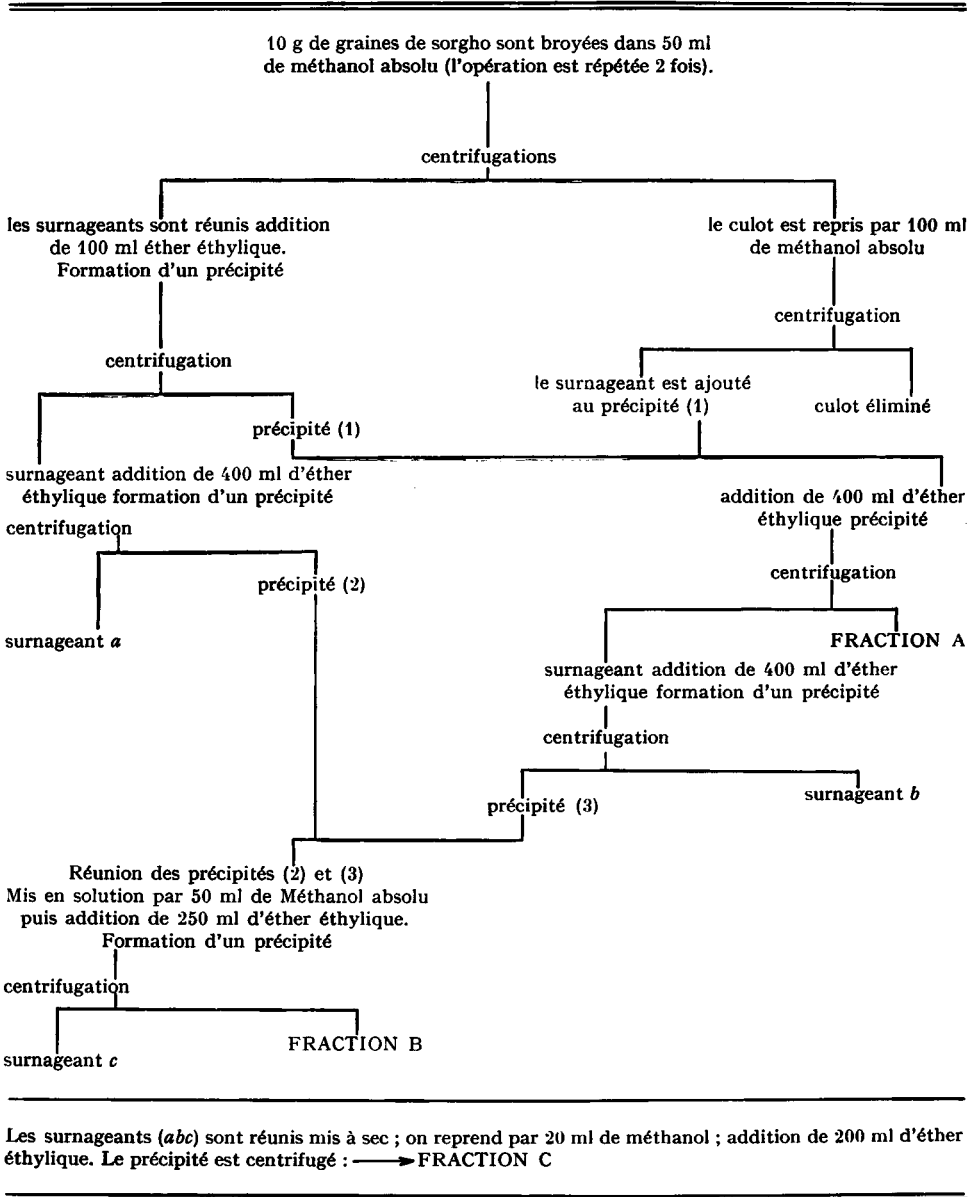 10 g de graines de sorgho sont broyées dans 50 ml
de méthanol absolu (l'opération est répétée 2 fois).
centrifugations
les surnageants sont réunis addition
de 100 ml éther éthylique.
Formation d'un précipité
le culot est repris par 100 ml
de méthanol absolu
centrifugation
centrifugation
le surnageant est ajouté
au précipité (1)
culot éliminé
précipité (1)
surnageant addition de 400 ml d'éther
éthylique formation d'un précipité
addition de 400 ml d'éther
éthylique précipité
centrifugation
précipité (2)
centrifugation
surnageant a
FRACTION A
surnageant addition de 400 ml d'éther
éthylique formation d'un précipité
centrifugation
précipité (3)
surnageant b
Réunion des précipités (2) et (3)
Mis en solution par 50 ml de Méthanol absolu
puis addition de 250 ml d'éther éthylique.
Formation d'un précipité
centrifugation
FRACTION B
surnageant c
Les surnageants (abc) sont réunis mis à sec ; on reprend par 20 ml de méthanol ; addition de 200 ml d'éther
éthylique. Le précipité est centrifugé : → FRACTION C